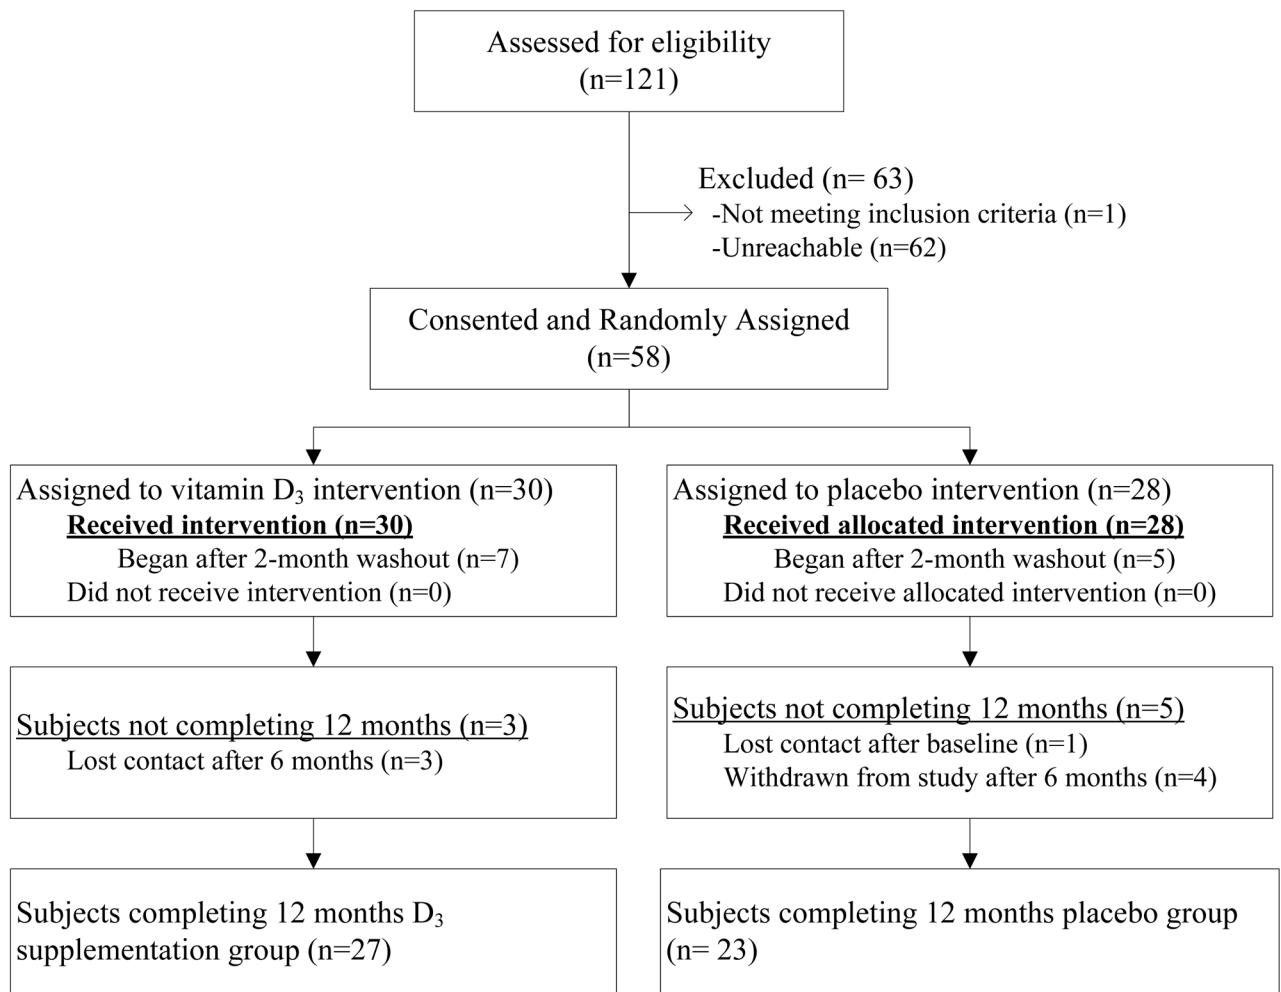 Assessed for eligibility
(n=121)
Excluded (n= 63)
-Not meeting inclusion criteria (n=1)
-Unreachable (n=62)
Consented and Randomly Assigned
(n=58)
Assigned to vitamin D₃ intervention (n=30)
Received intervention (n=30)
Began after 2-month washout (n=7)
Did not receive intervention (n=0)
Assigned to placebo intervention (n=28)
Received allocated intervention (n=28)
Began after 2-month washout (n=5)
Did not receive allocated intervention (n=0)
Subjects not completing 12 months (n=3)
Lost contact after 6 months (n=3)
Subjects not completing 12 months (n=5)
Lost contact after baseline (n=1)
Withdrawn from study after 6 months (n=4)
Subjects completing 12 months D₃
supplementation group (n=27)
Subjects completing 12 months placebo group
(n= 23)